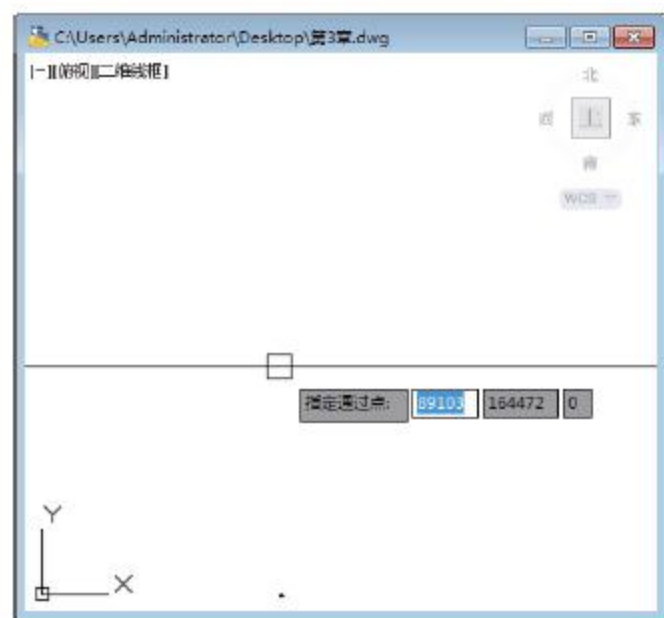 C:\Users\Administrator\Desktop\第3章.dwg
[-][俯视][二维线框]
北
西 上 东
南
WCS
指定通过点: 89103 164472 0
Y
X